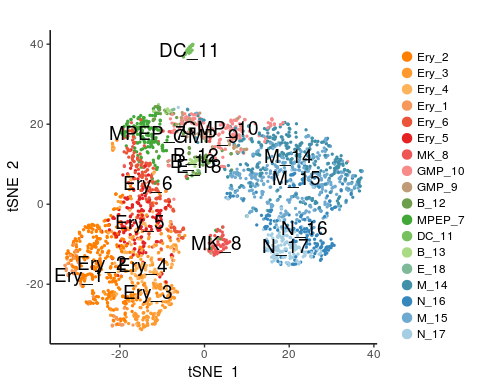 40
20
0
-20
tSNE_2
-20
0
20
40
tSNE_1
DC_11
MPEP_7
GMP_10
GMP_9
B_12
B_13
E_18
M_14
M_15
Ery_6
Ery_5
MK_8
N_16
N_17
Ery_2
Ery_4
Ery_1
Ery_3
Ery_2
Ery_3
Ery_4
Ery_1
Ery_6
Ery_5
MK_8
GMP_10
GMP_9
B_12
MPEP_7
DC_11
B_13
E_18
M_14
N_16
M_15
N_17